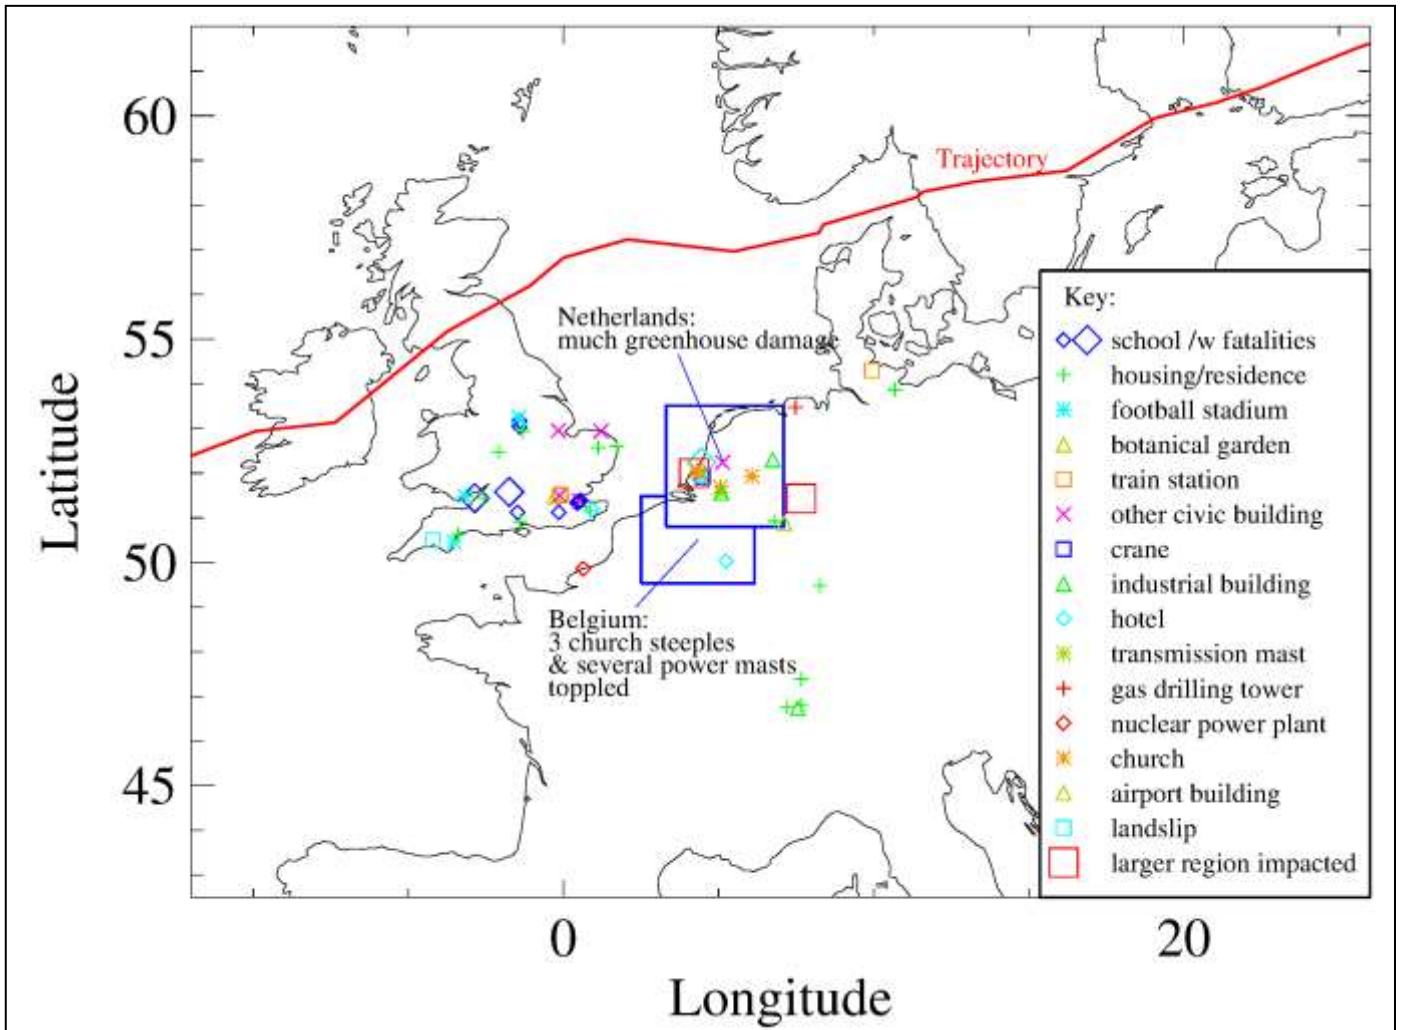 60
55
50
45
Latitude
0
20
Longitude
Trajectory
Netherlands:
much greenhouse damage
Belgium:
3 church steeples
& several power masts
toppled
Key:
school /w fatalities
housing/residence
football stadium
botanical garden
train station
other civic building
crane
industrial building
hotel
transmission mast
gas drilling tower
nuclear power plant
church
airport building
landslip
larger region impacted